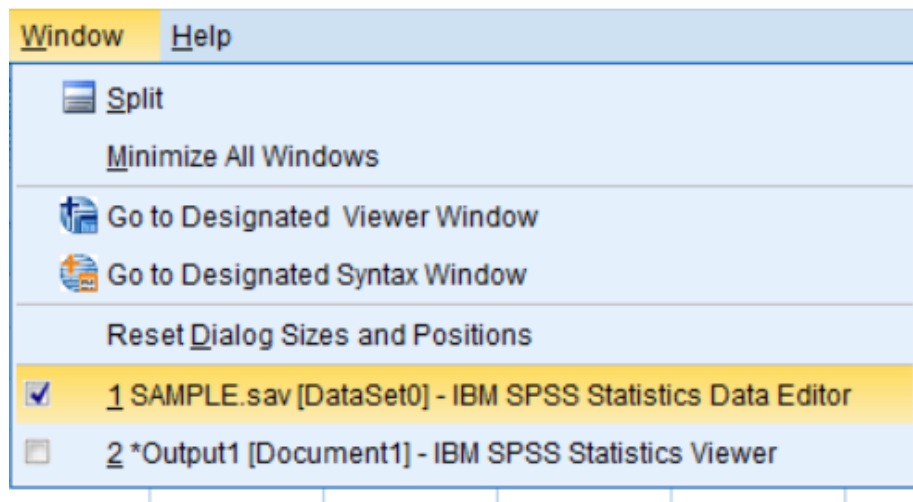 Window Help
Split
Minimize All Windows
Go to Designated Viewer Window
Go to Designated Syntax Window
Reset Dialog Sizes and Positions
1 SAMPLE.sav [DataSet0] - IBM SPSS Statistics Data Editor
2 *Output1 [Document1] - IBM SPSS Statistics Viewer